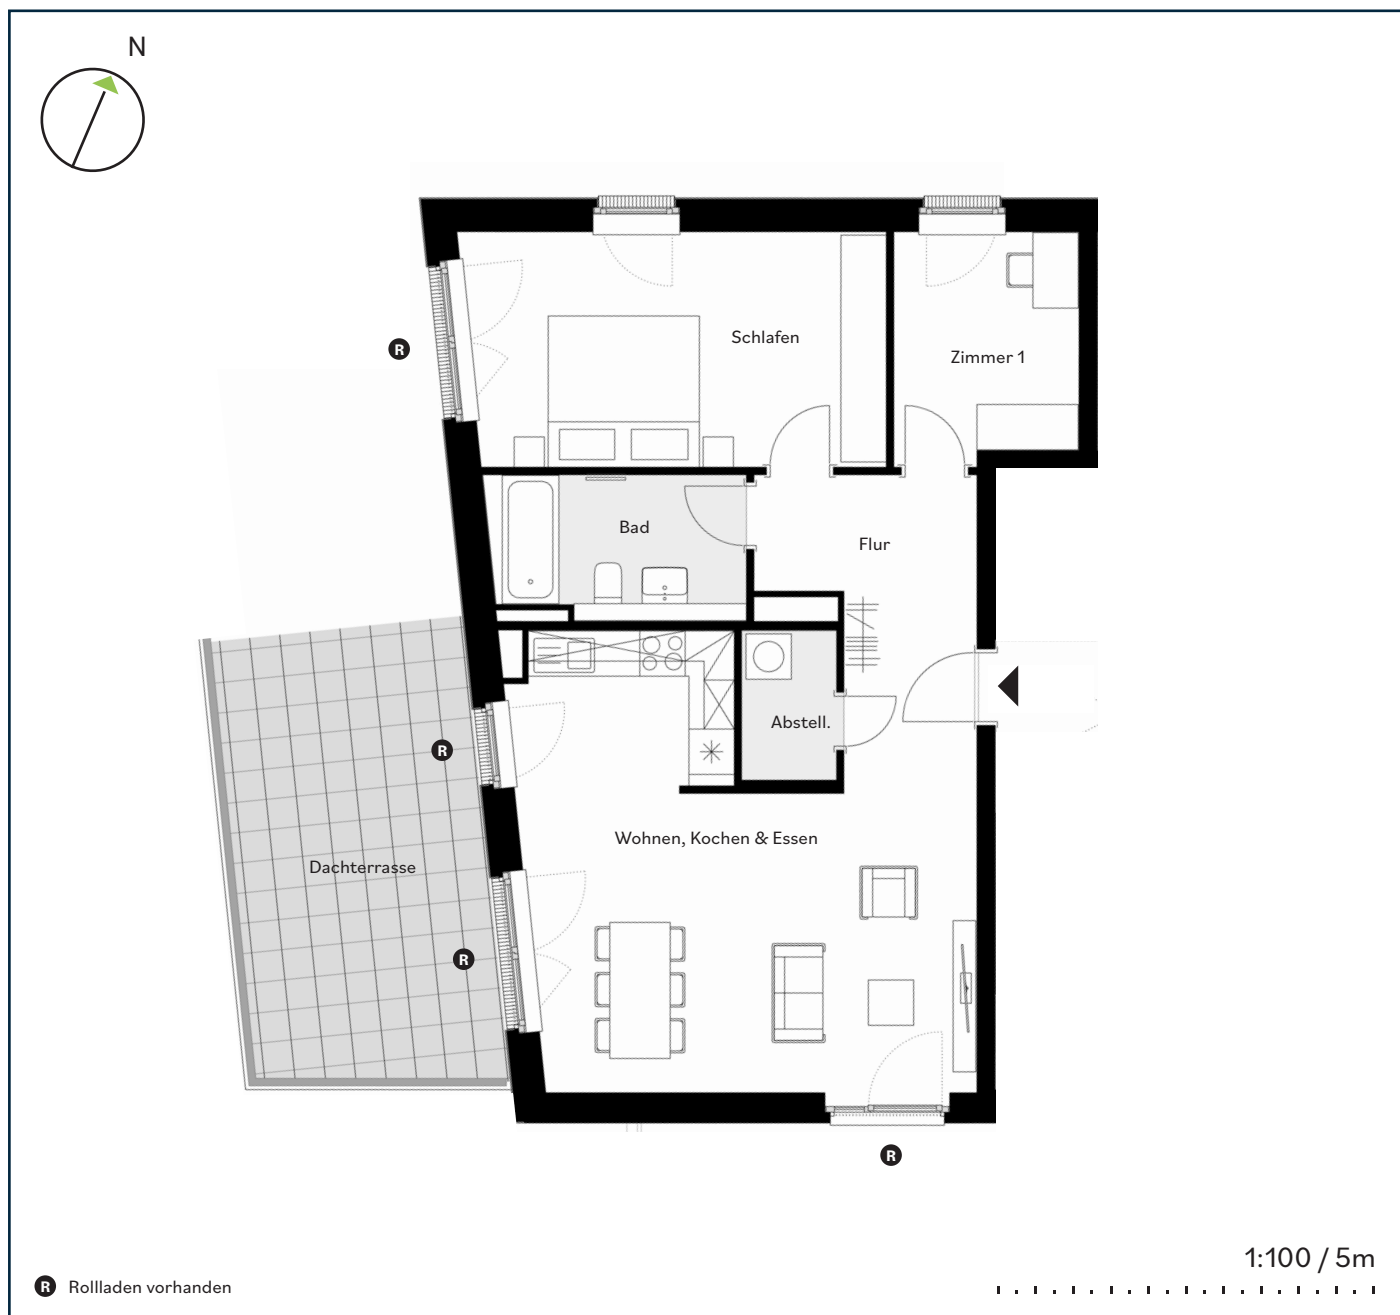 N
Schlafen
Zimmer 1
R
Bad
Flur
Abstell.
R
Wohnen, Kochen & Essen
Dachterrasse
R
R
1:100 / 5m
R Rollladen vorhanden